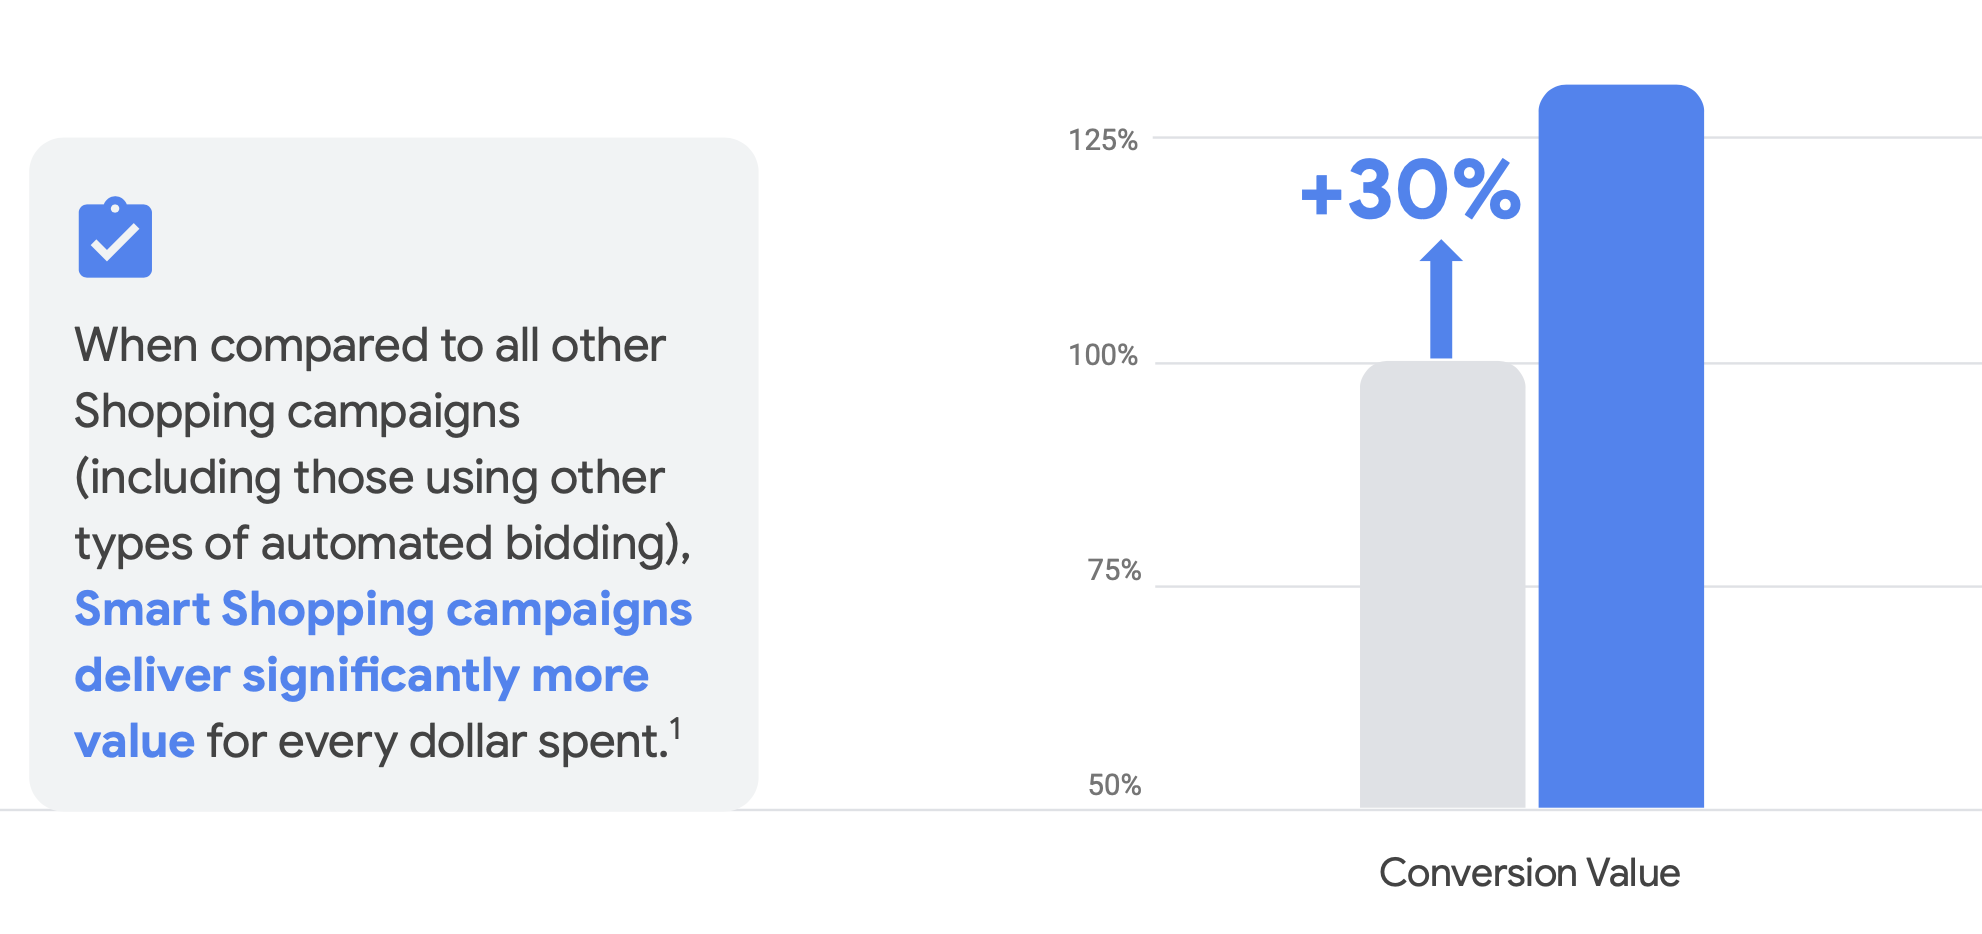 When compared to all other
Shopping campaigns
(including those using other
types of automated bidding),
Smart Shopping campaigns
deliver significantly more
value for every dollar spent.¹
125%
+30%
100%
75%
50%
Conversion Value